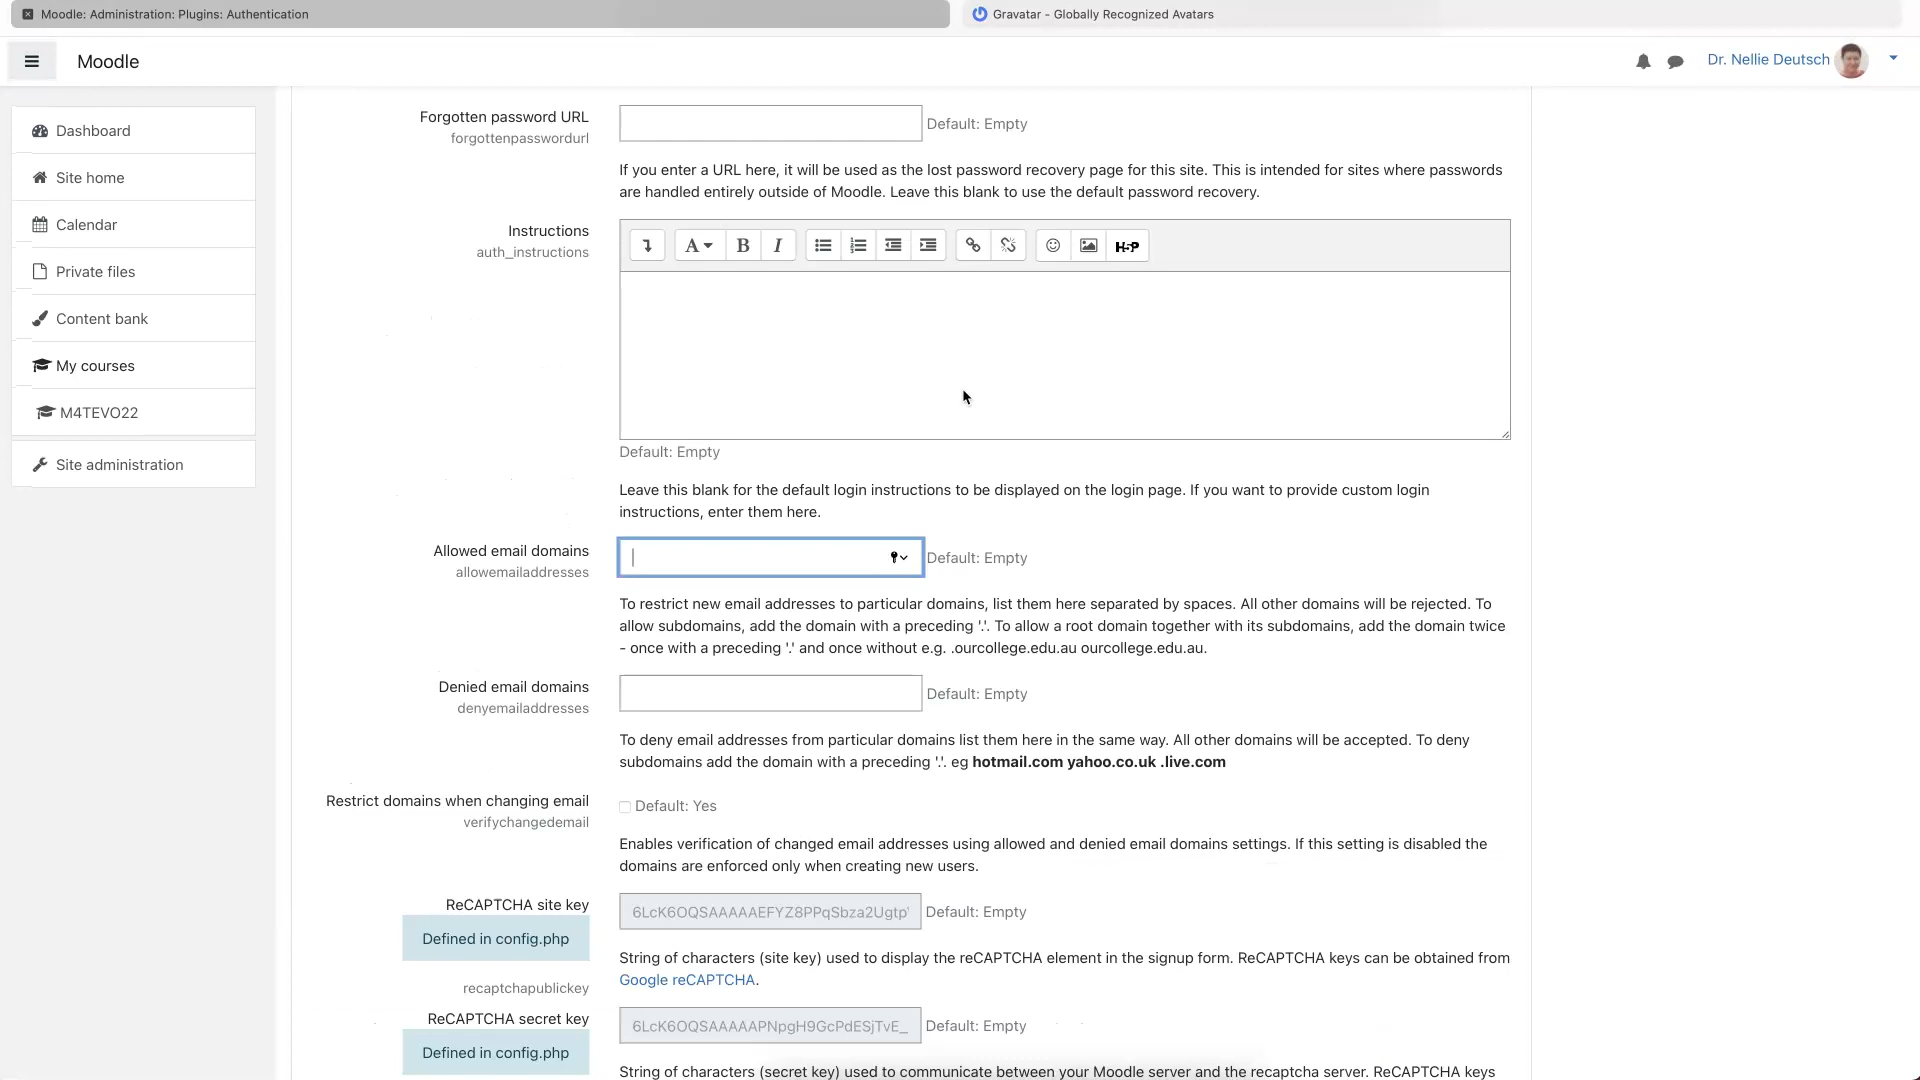 Moodle: Administration: Plugins: Authentication
Gravatar - Globally Recognized Avatars
Moodle
Dr. Nellie Deutsch
Dashboard
Site home
Calendar
Private files
Content bank
My courses
M4TEVO22
Site administration
Forgotten password URL
forgottenpasswordurl
Default: Empty
If you enter a URL here, it will be used as the lost password recovery page for this site. This is intended for sites where passwords
are handled entirely outside of Moodle. Leave this blank to use the default password recovery.
Instructions
auth_instructions
A B I H-P
Default: Empty
Leave this blank for the default login instructions to be displayed on the login page. If you want to provide custom login
instructions, enter them here.
Allowed email domains
allowemailaddresses
Default: Empty
To restrict new email addresses to particular domains, list them here separated by spaces. All other domains will be rejected. To
allow subdomains, add the domain with a preceding '.'. To allow a root domain together with its subdomains, add the domain twice
- once with a preceding '.' and once without e.g. .ourcollege.edu.au ourcollege.edu.au.
Denied email domains
denyemailaddresses
Default: Empty
To deny email addresses from particular domains list them here in the same way. All other domains will be accepted. To deny
subdomains add the domain with a preceding '.'. eg hotmail.com yahoo.co.uk .live.com
Restrict domains when changing email
verifychangedemail
Default: Yes
Enables verification of changed email addresses using allowed and denied email domains settings. If this setting is disabled the
domains are enforced only when creating new users.
ReCAPTCHA site key
Defined in config.php
recaptchapublickey
6LcK6OQSAAAAAEFYZ8PPqSbza2Ugtp
Default: Empty
String of characters (site key) used to display the reCAPTCHA element in the signup form. ReCAPTCHA keys can be obtained from
Google reCAPTCHA.
ReCAPTCHA secret key
Defined in config.php
6LcK6OQSAAAAAPNpgH9GcPdESjTvE_
Default: Empty
String of characters (secret key) used to communicate between your Moodle server and the recaptcha server. ReCAPTCHA keys